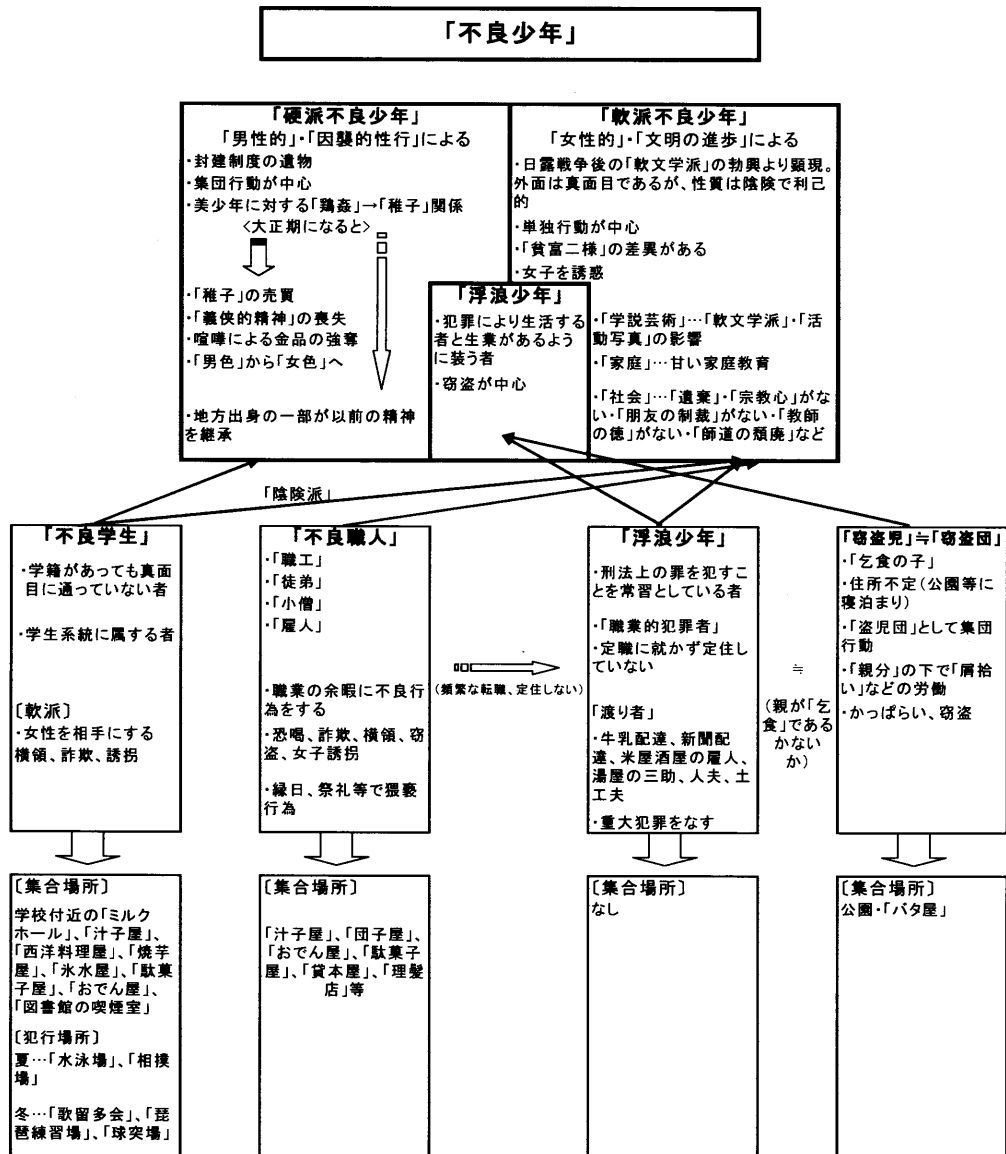 「不良少年」
「硬派不良少年」
「男性的」・「因襲的性行」による
・封建制度の遺物
・集団行動が中心
・美少年に対する「鶏姦」→「稚子」関係
<大正期になると>
・「稚子」の売買
・「義侠的精神」の喪失
・喧嘩による金品の強奪
・「男色」から「女色」へ
・地方出身の一部が以前の精神
を継承
「軟派不良少年」
「女性的」・「文明の進歩」による
・日露戦争後の「軟文学派」の勃興より顕現。
外面は真面目であるが、性質は陰険で利己
的
・単独行動が中心
・「貧富二様」の差異がある
・女子を誘惑
・「学説芸術」…「軟文学派」・「活
動写真」の影響
・「家庭」…甘い家庭教育
・「社会」…「遺棄」・「宗教心」がな
い・「朋友の制裁」がない・「教師
の徳」がない・「師道の頽廃」など
「浮浪少年」
・犯罪により生活する
者と生業があるよう
に装う者
・窃盗が中心
「陰険派」
「不良学生」
・学籍があっても真面
目に通っていない者
・学生系統に属する者
〔軟派〕
・女性を相手にする
横領、詐欺、誘拐
「不良職人」
・「職工」
・「徒弟」
・「小僧」
・「雇人」
・職業の余暇に不良行
為をする
・恐喝、詐欺、横領、窃
盗、女子誘拐
・縁日、祭礼等で猥褻
行為
(頻繁な転職、定住しない)
「浮浪少年」
・刑法上の罪を犯すこ
とを常習としている者
・「職業的犯罪者」
・定職に就かず定住し
ていない
「渡り者」
・牛乳配達、新聞配
達、米屋酒屋の雇人、
湯屋の三助、人夫、土
工夫
・重大犯罪をなす
≒
(親が「乞
食」である
かない
か)
「窃盗児」≒「窃盗団」
・「乞食の子」
・住所不定(公園等に
寝泊まり)
・「盗児団」として集団
行動
・「親分」の下で「屑拾
い」などの労働
・かっぱらい、窃盗
〔集合場所〕
学校付近の「ミルク
ホール」、「汁子屋」、
「西洋料理屋」、「焼芋
屋」、「氷水屋」、「駄菓
子屋」、「おでん屋」、
「図書館の喫煙室」
〔犯行場所〕
夏…「水泳場」、「相撲
場」
冬…「歌留多会」、「琵
琶練習場」、「球突場」
〔集合場所〕
「汁子屋」、「団子屋」、
「おでん屋」、「駄菓子
屋」、「貸本屋」、「理髪
店」等
〔集合場所〕
なし
〔集合場所〕
公園・「バタ屋」